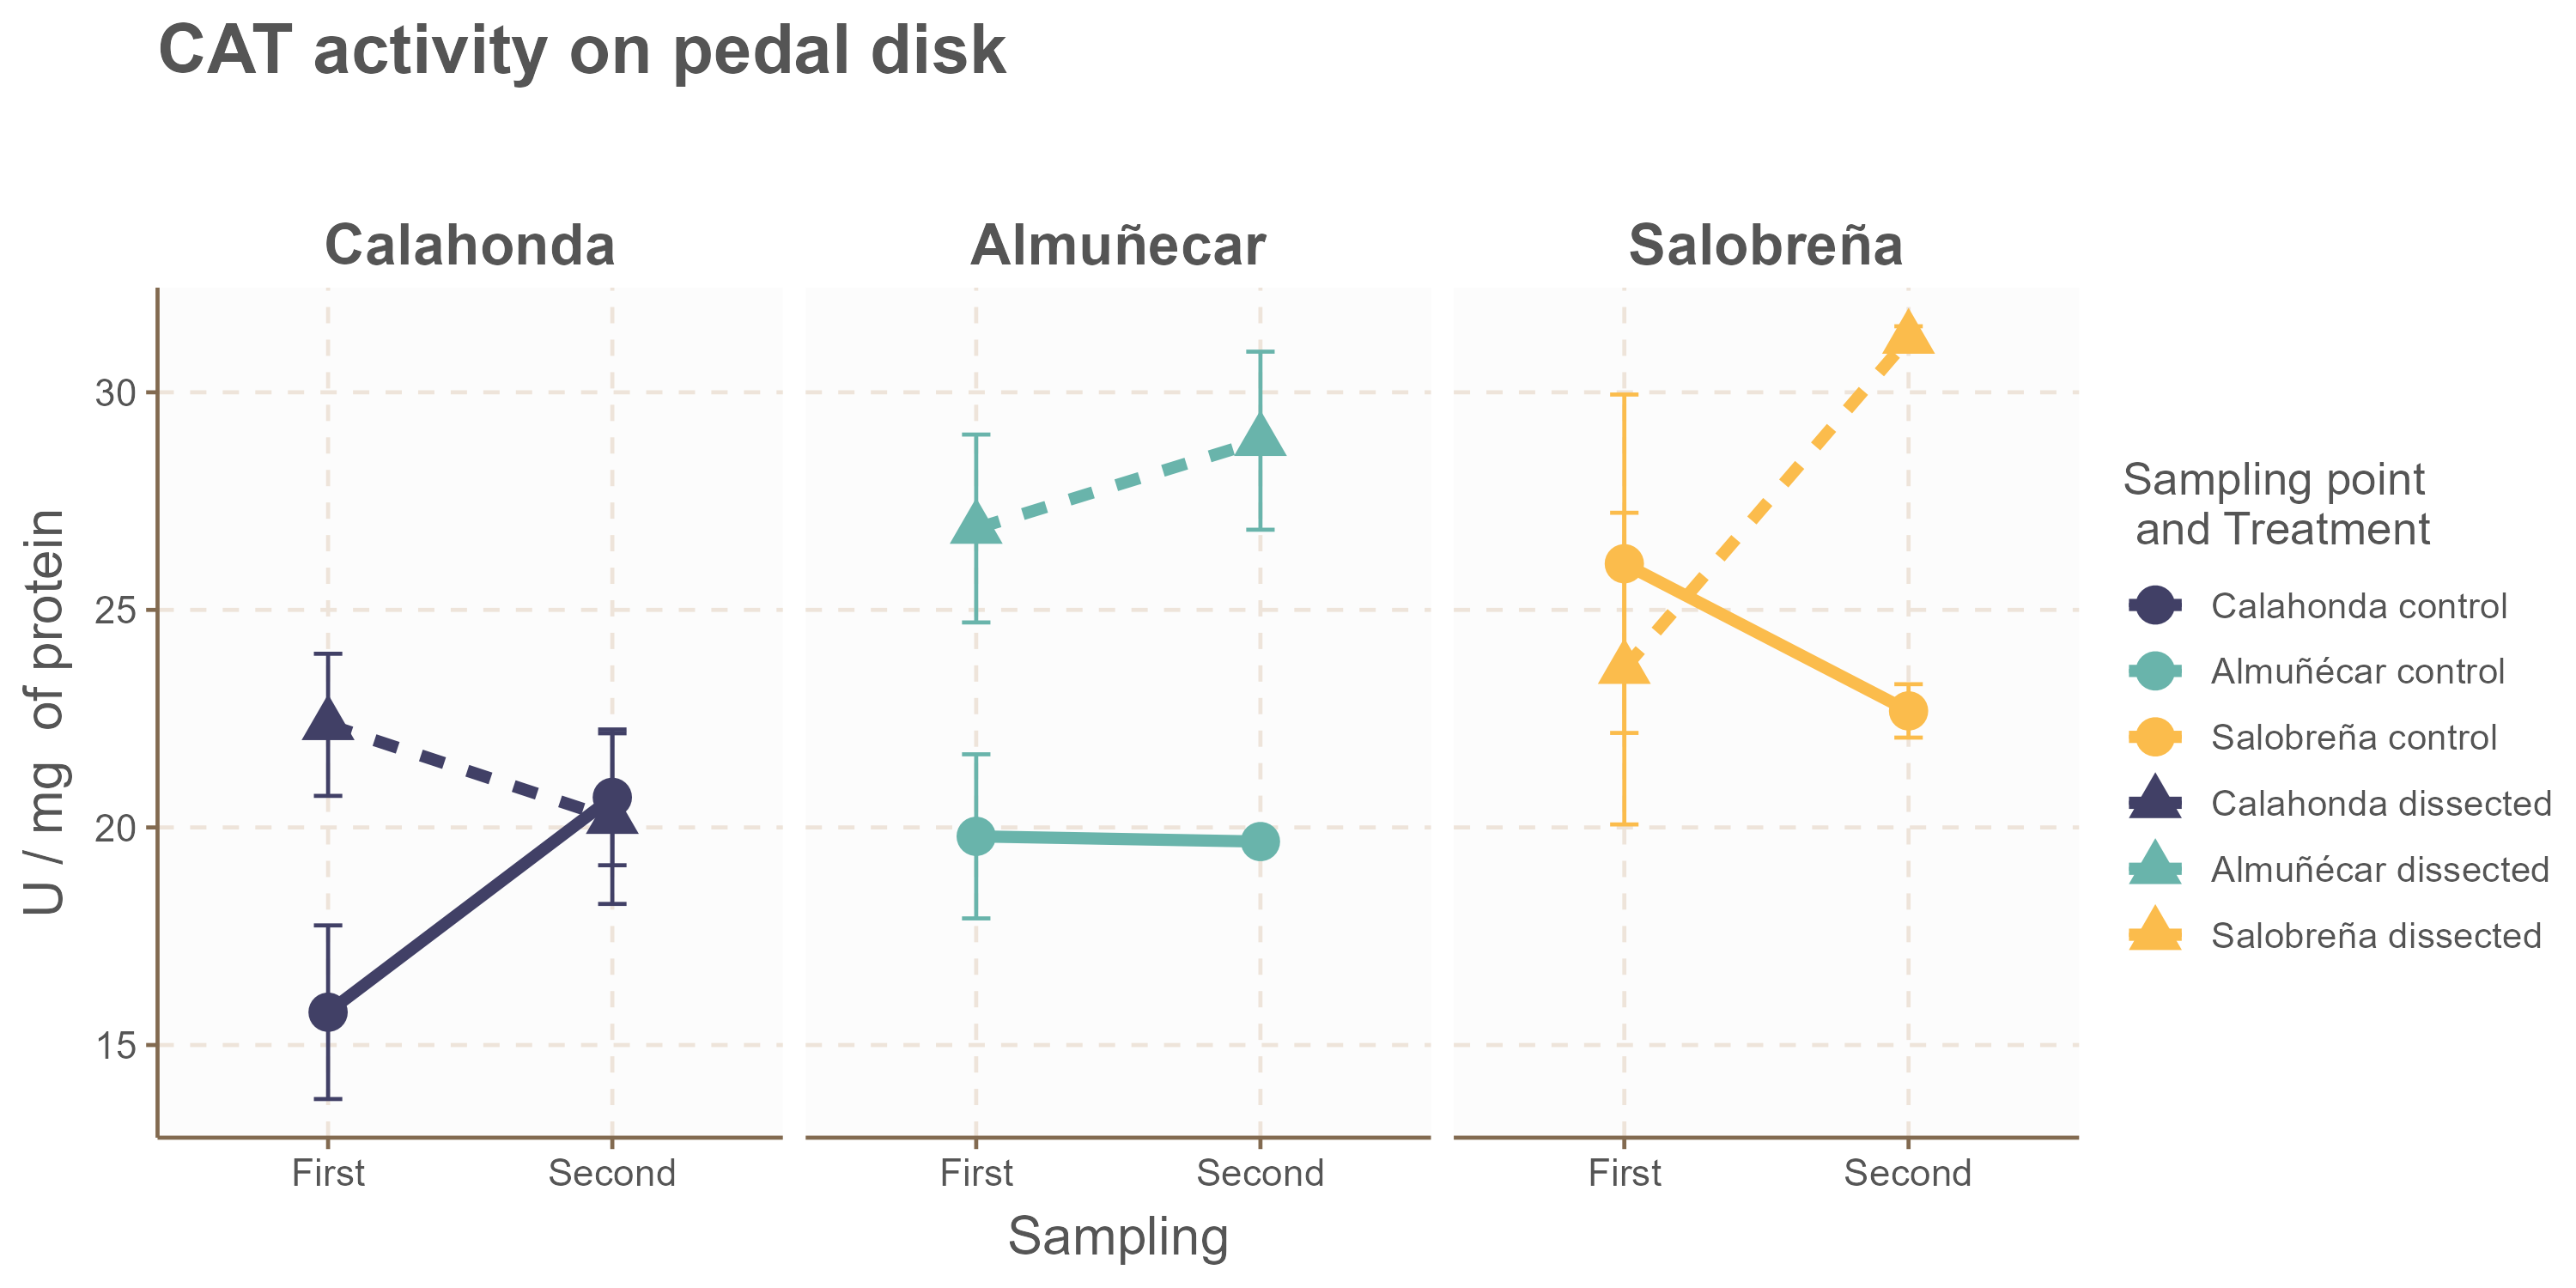 CAT activity on pedal disk
Calahonda
Almuñecar
Salobreña
U / mg  of protein
30
25
20
15
First
Second
First
Second
First
Second
Sampling
Sampling point
and Treatment
Calahonda control
Almuñécar control
Salobreña control
Calahonda dissected
Almuñécar dissected
Salobreña dissected